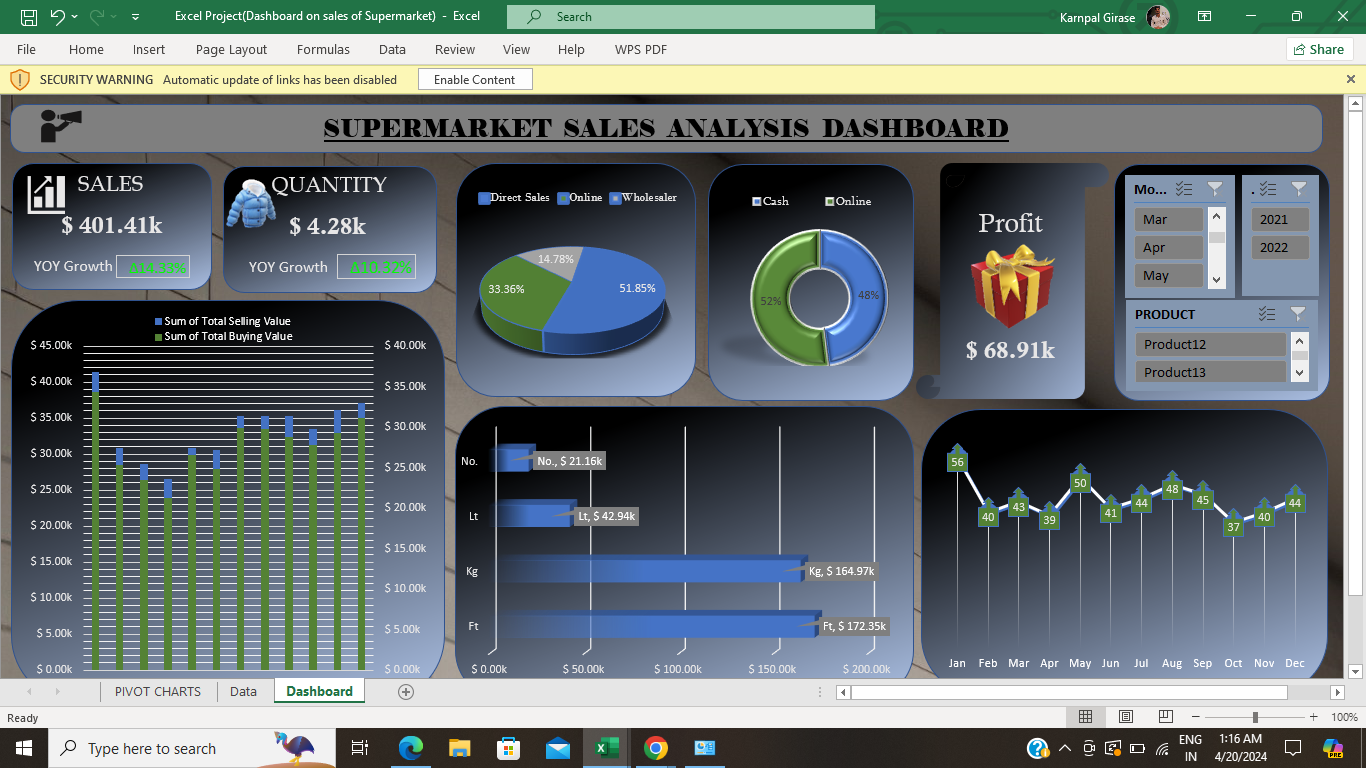 Excel Project(Dashboard on sales of Supermarket) - Excel
Search
Karnpal Girase
File Home Insert Page Layout Formulas Data Review View Help WPS PDF
Share
SECURITY WARNING Automatic update of links has been disabled
Enable Content
SUPERMARKET SALES ANALYSIS DASHBOARD
SALES
$ 401.41k
YOY Growth
QUANTITY
$ 4.28k
YOY Growth
Direct Sales Online Wholesaler
14.78%
33.36%
51.85%
Cash Online
52%
48%
Profit
$ 68.91k
Mo...
Mar
Apr
May
.
2021
2022
PRODUCT
Product12
Product13
Sum of Total Selling Value
Sum of Total Buying Value
$ 45.00k
$ 40.00k
$ 35.00k
$ 30.00k
$ 25.00k
$ 20.00k
$ 15.00k
$ 10.00k
$ 5.00k
$ 0.00k
$ 40.00k
$ 35.00k
$ 30.00k
$ 25.00k
$ 20.00k
$ 15.00k
$ 10.00k
$ 5.00k
$ 0.00k
No. No., $ 21.16k
Lt Lt, $ 42.94k
Kg Kg, $ 164.97k
Ft Ft, $ 172.35k
$ 0.00k $ 50.00k $ 100.00k $ 150.00k $ 200.00k
56 40 43 39 50 41 44 48 45 37 40 44
Jan Feb Mar Apr May Jun Jul Aug Sep Oct Nov Dec
PIVOT CHARTS Data Dashboard
Ready
100%
Type here to search
ENG
IN
1:16 AM
4/20/2024
PRE